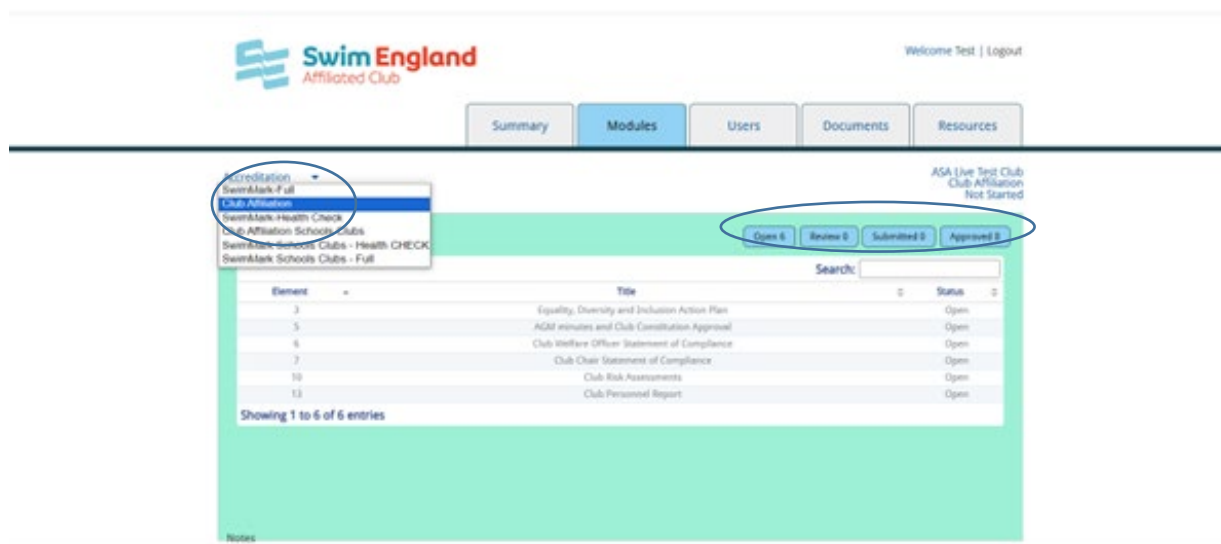 Swim England
Affiliated Club
Welcome Test | Logout
Summary Modules Users Documents Resources
Accreditation
SwimMark-Full
Club Affiliation
SwimMark-Health Check
Club Affiliation Schools Clubs
SwimMark Schools Clubs - Health CHECK
SwimMark Schools Clubs - Full
ASA Live Test Club
Club Affiliation
Not Started
Open 6 Review 0 Submitted 0 Approved 0
Search:
Element Title Status
3 Equality, Diversity and Inclusion Action Plan Open
5 AGM minutes and Club Constitution Approval Open
6 Club Welfare Officer Statement of Compliance Open
7 Club Chair Statement of Compliance Open
10 Club Risk Assessments Open
13 Club Personnel Report Open
Showing 1 to 6 of 6 entries
Notes